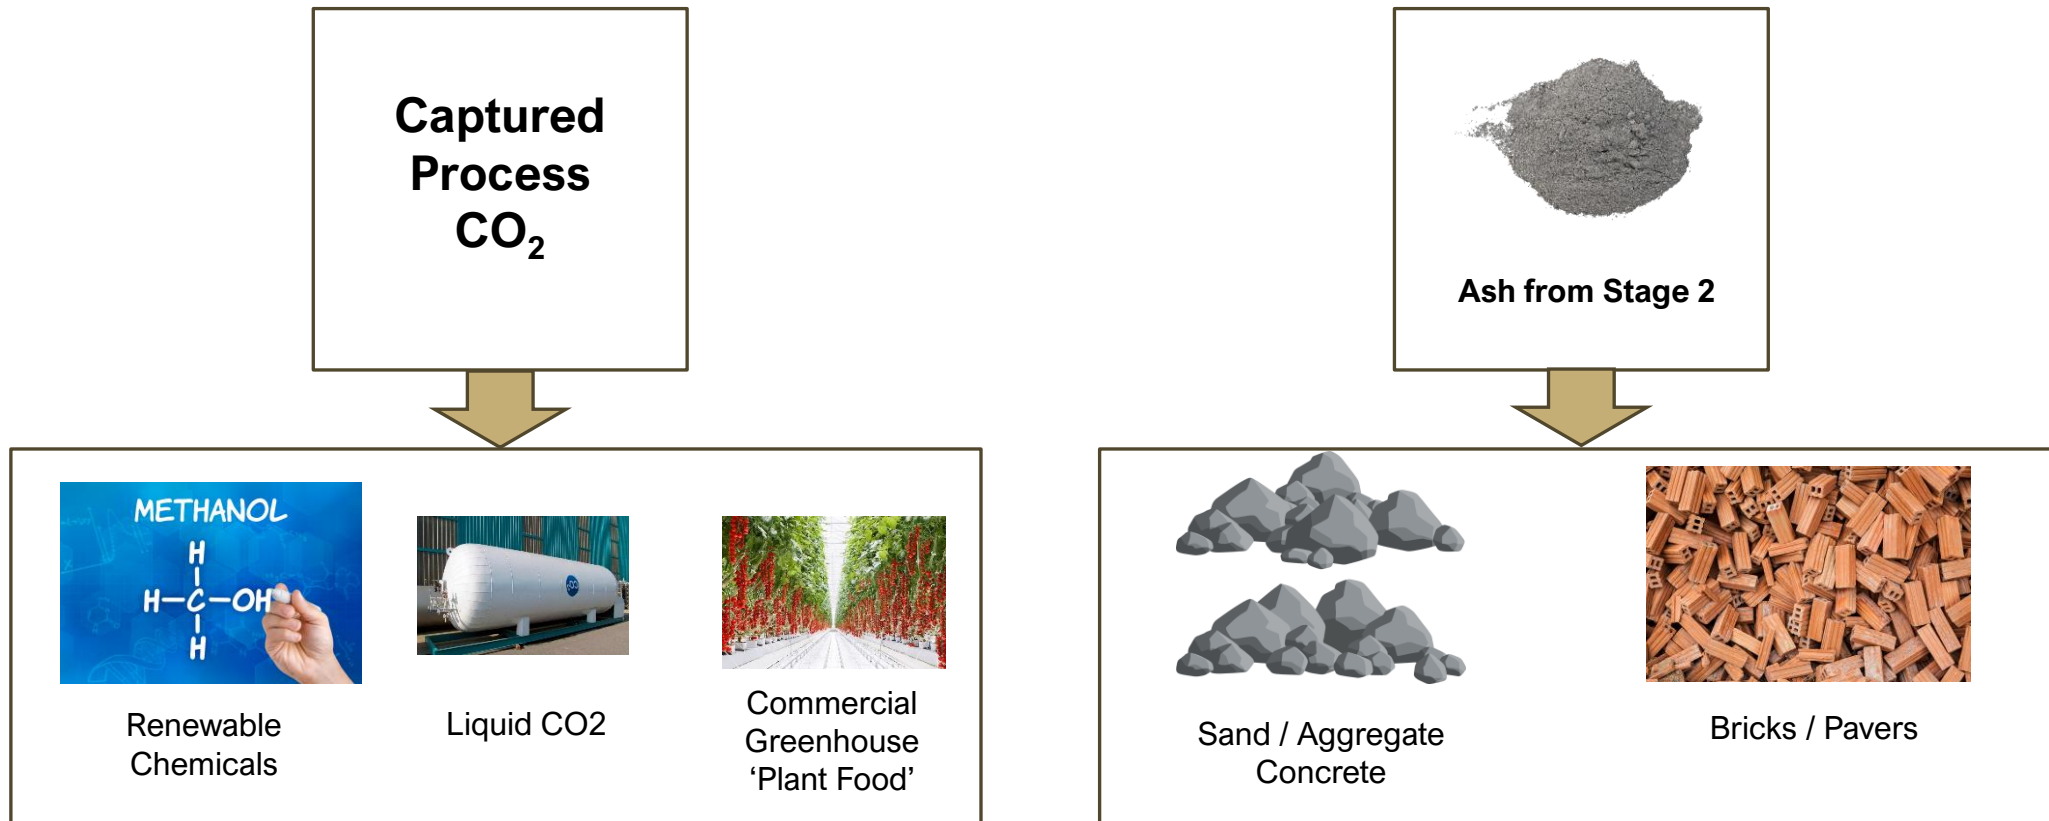 Captured
Process
CO₂
Ash from Stage 2
METHANOL
H
H-C-OH
H
Renewable
Chemicals
Liquid CO2
Commercial
Greenhouse
‘Plant Food’
Sand / Aggregate
Concrete
Bricks / Pavers